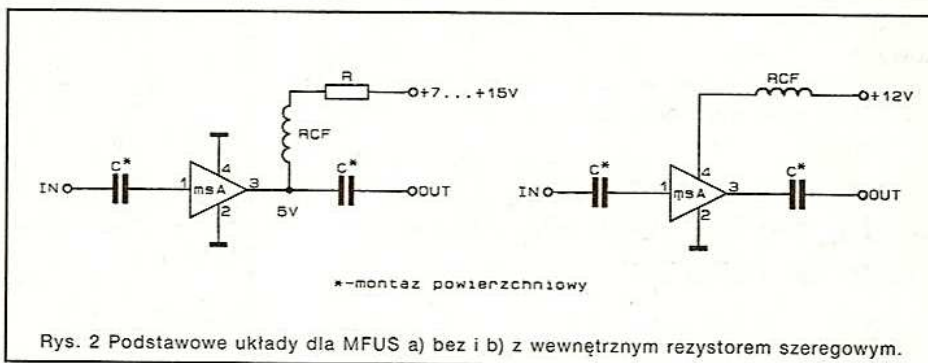 R
+7...+15V
RCF
C*
4
C*
IN
1
msA
3
OUT
2
5V
RCF
+12V
C*
4
C*
IN
1
msA
3
OUT
2
*-montaz powierzchniowy
Rys. 2 Podstawowe układy dla MFUS a) bez i b) z wewnętrznym rezystorem szeregowym.